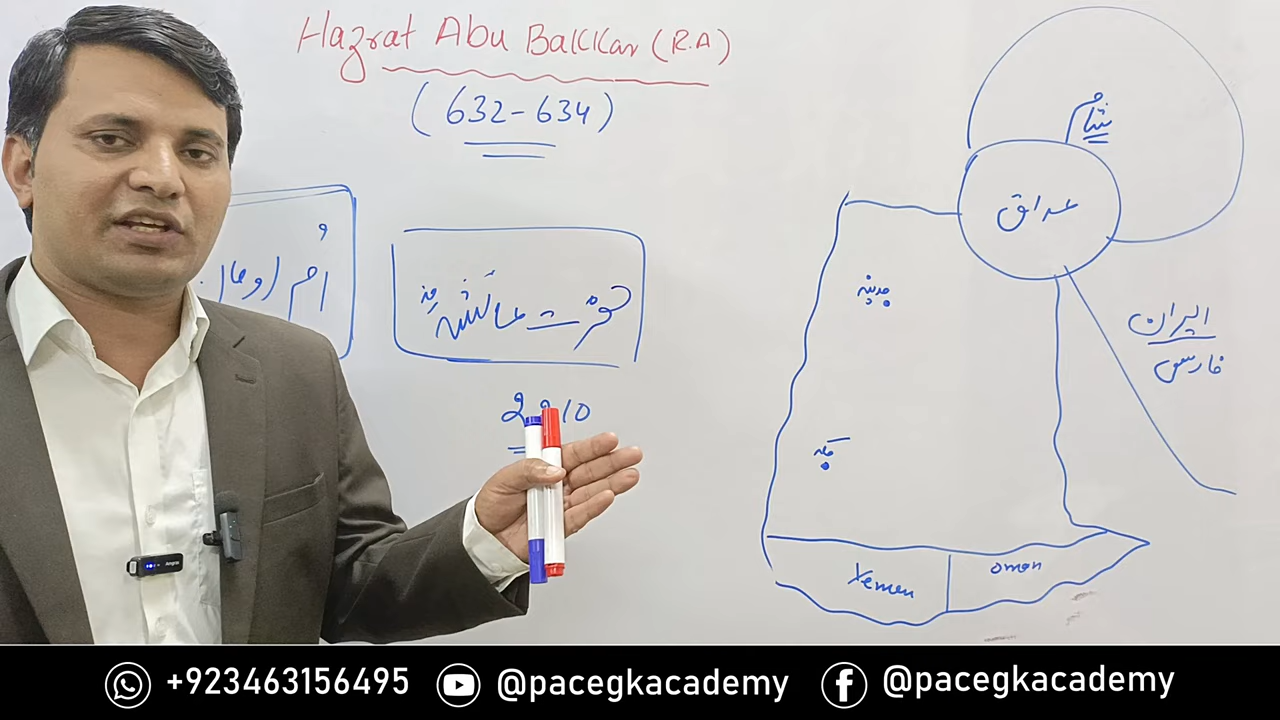 Hazrat Abu Bakkar (R.A)
(632-634)
ام رومان
حضرت عائشہؓ
2210
شام
عراق
مدینہ
ایران
فارس
مکہ
Yemen
Oman
+923463156495
@pacegkacademy
@pacegkacademy